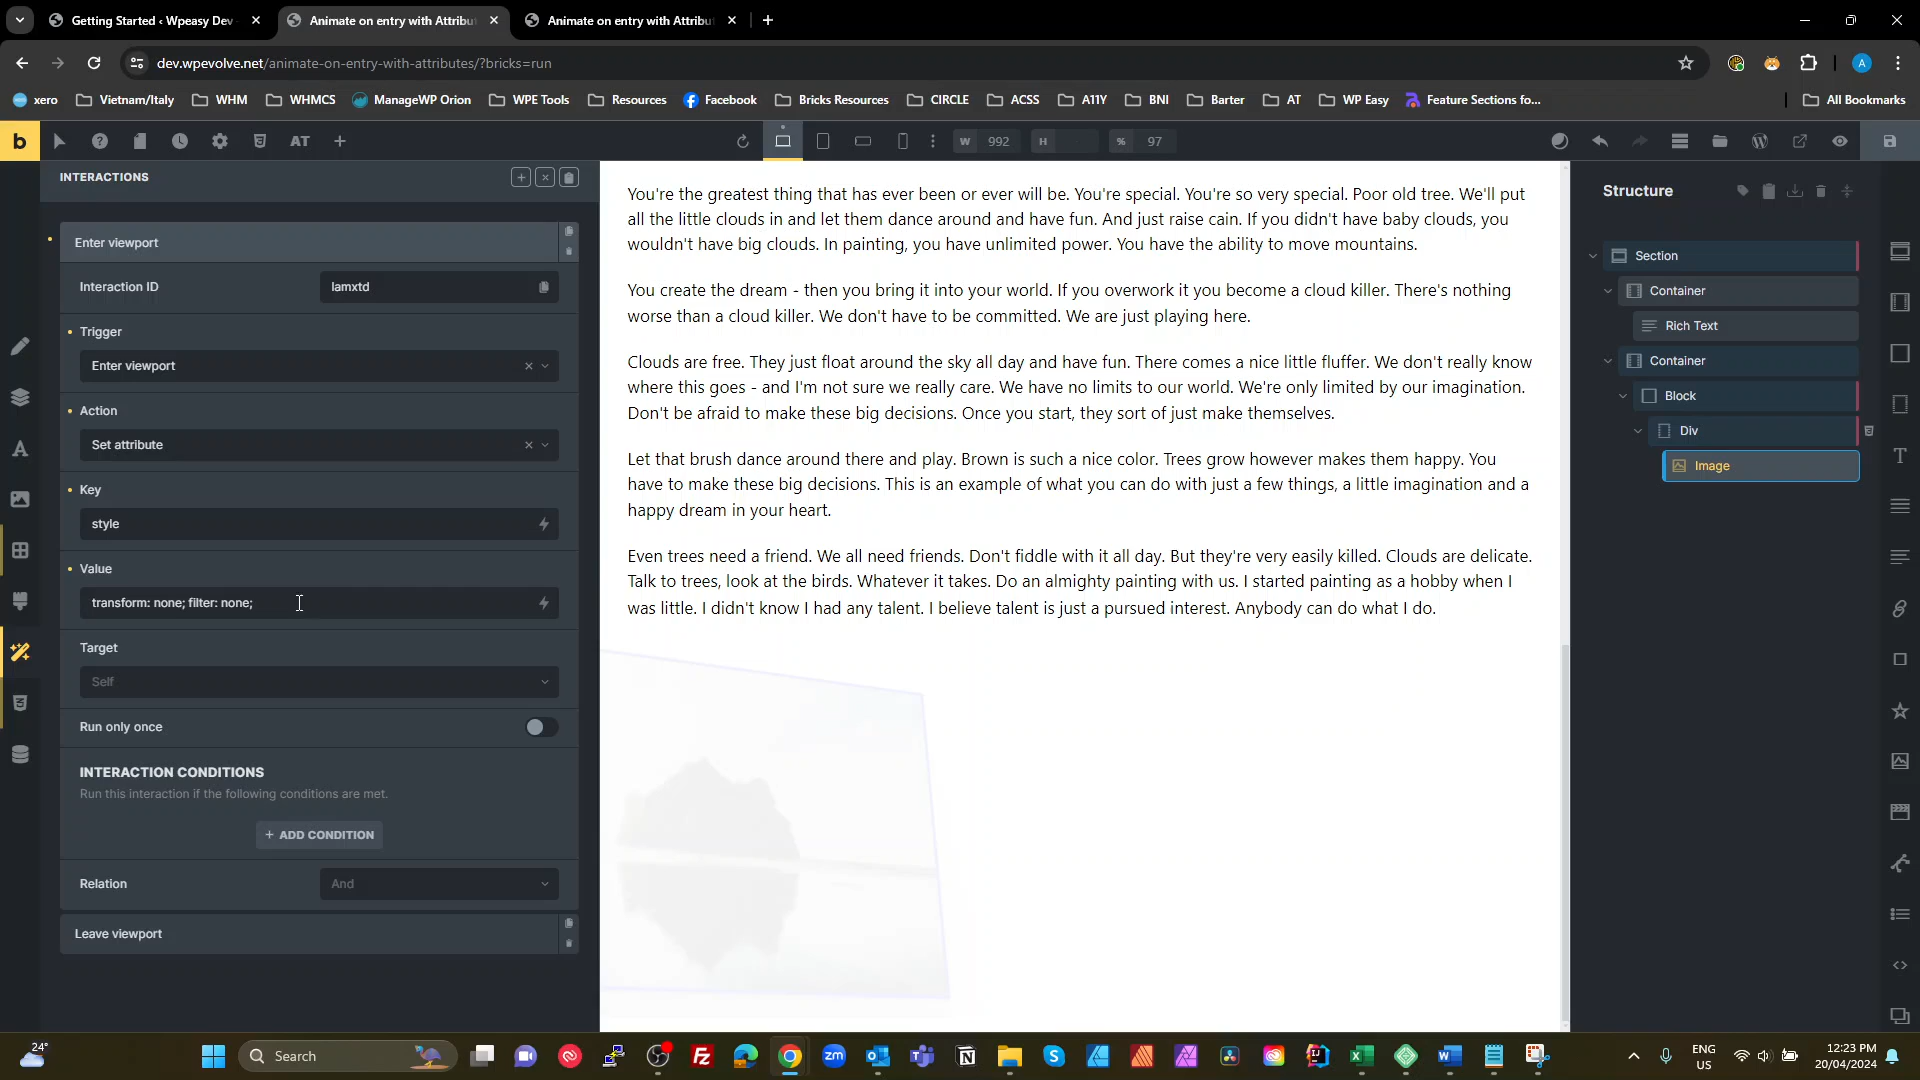 Getting Started ‹ Wpeasy Dev
Animate on entry with Attribut
Animate on entry with Attribut
dev.wpevolve.net/animate-on-entry-with-attributes/?bricks=run
xero
Vietnam/Italy
WHM
WHMCS
ManageWP Orion
WPE Tools
Resources
Facebook
Bricks Resources
CIRCLE
ACSS
A11Y
BNI
Barter
AT
WP Easy
Feature Sections fo...
All Bookmarks
A
b
AT
W 992 H % 97
INTERACTIONS
Enter viewport
Interaction ID
lamxtd
Trigger
Enter viewport
Action
Set attribute
Key
style
Value
transform: none; filter: none;
Target
Self
Run only once
INTERACTION CONDITIONS
Run this interaction if the following conditions are met.
+ ADD CONDITION
Relation
And
Leave viewport
You're the greatest thing that has ever been or ever will be. You're special. You're so very special. Poor old tree. We'll put
all the little clouds in and let them dance around and have fun. And just raise cain. If you didn't have baby clouds, you
wouldn't have big clouds. In painting, you have unlimited power. You have the ability to move mountains.
You create the dream - then you bring it into your world. If you overwork it you become a cloud killer. There's nothing
worse than a cloud killer. We don't have to be committed. We are just playing here.
Clouds are free. They just float around the sky all day and have fun. There comes a nice little fluffer. We don't really know
where this goes - and I'm not sure we really care. We have no limits to our world. We're only limited by our imagination.
Don't be afraid to make these big decisions. Once you start, they sort of just make themselves.
Let that brush dance around there and play. Brown is such a nice color. Trees grow however makes them happy. You
have to make these big decisions. This is an example of what you can do with just a few things, a little imagination and a
happy dream in your heart.
Even trees need a friend. We all need friends. Don't fiddle with it all day. But they're very easily killed. Clouds are delicate.
Talk to trees, look at the birds. Whatever it takes. Do an almighty painting with us. I started painting as a hobby when I
was little. I didn't know I had any talent. I believe talent is just a pursued interest. Anybody can do what I do.
Structure
Section
Container
Rich Text
Container
Block
Div
Image
24°
Search
zm
ENG
US
12:23 PM
20/04/2024